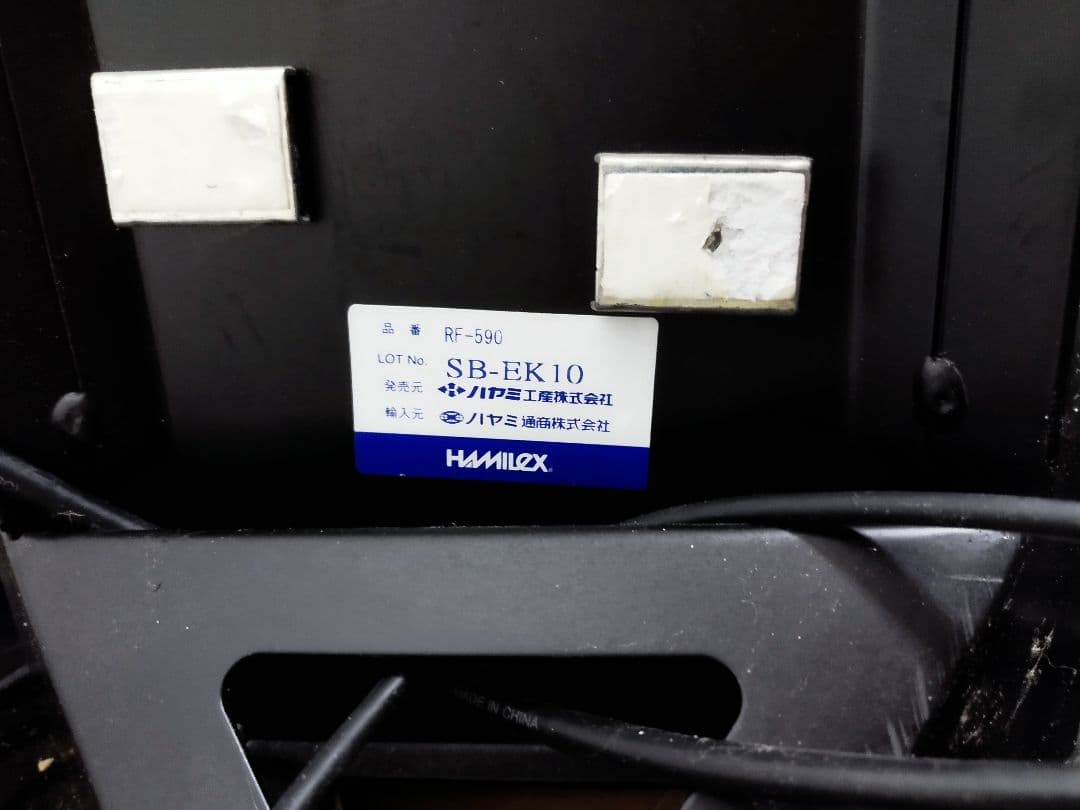 品番 RF-590
LOT No. SB-EK10
発売元 ハヤミ工産株式会社
輸入元 ハヤミ通商株式会社
HAMILeX
MADE IN CHINA